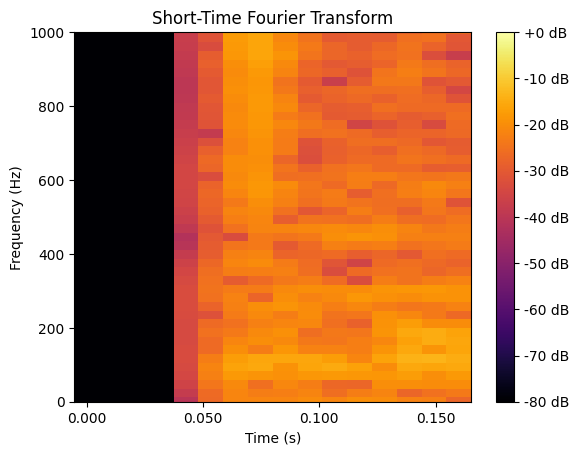 Short-Time Fourier Transform
1000
800
600
400
200
0
Frequency (Hz)
0.000
0.050
0.100
0.150
Time (s)
+0 dB
-10 dB
-20 dB
-30 dB
-40 dB
-50 dB
-60 dB
-70 dB
-80 dB